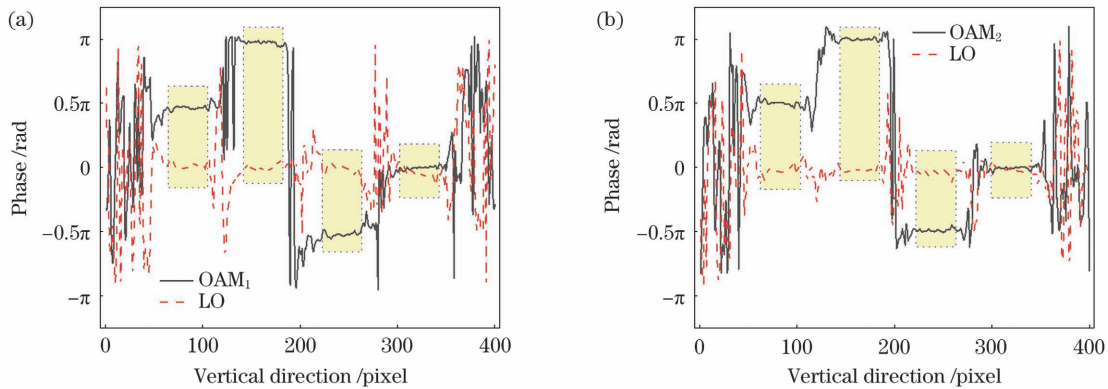 (a)
π
0.5π
0
−0.5π
−π
Phase /rad
OAM₁
LO
0 100 200 300 400
Vertical direction /pixel
(b)
π
0.5π
0
−0.5π
−π
Phase /rad
OAM₂
LO
0 100 200 300 400
Vertical direction /pixel